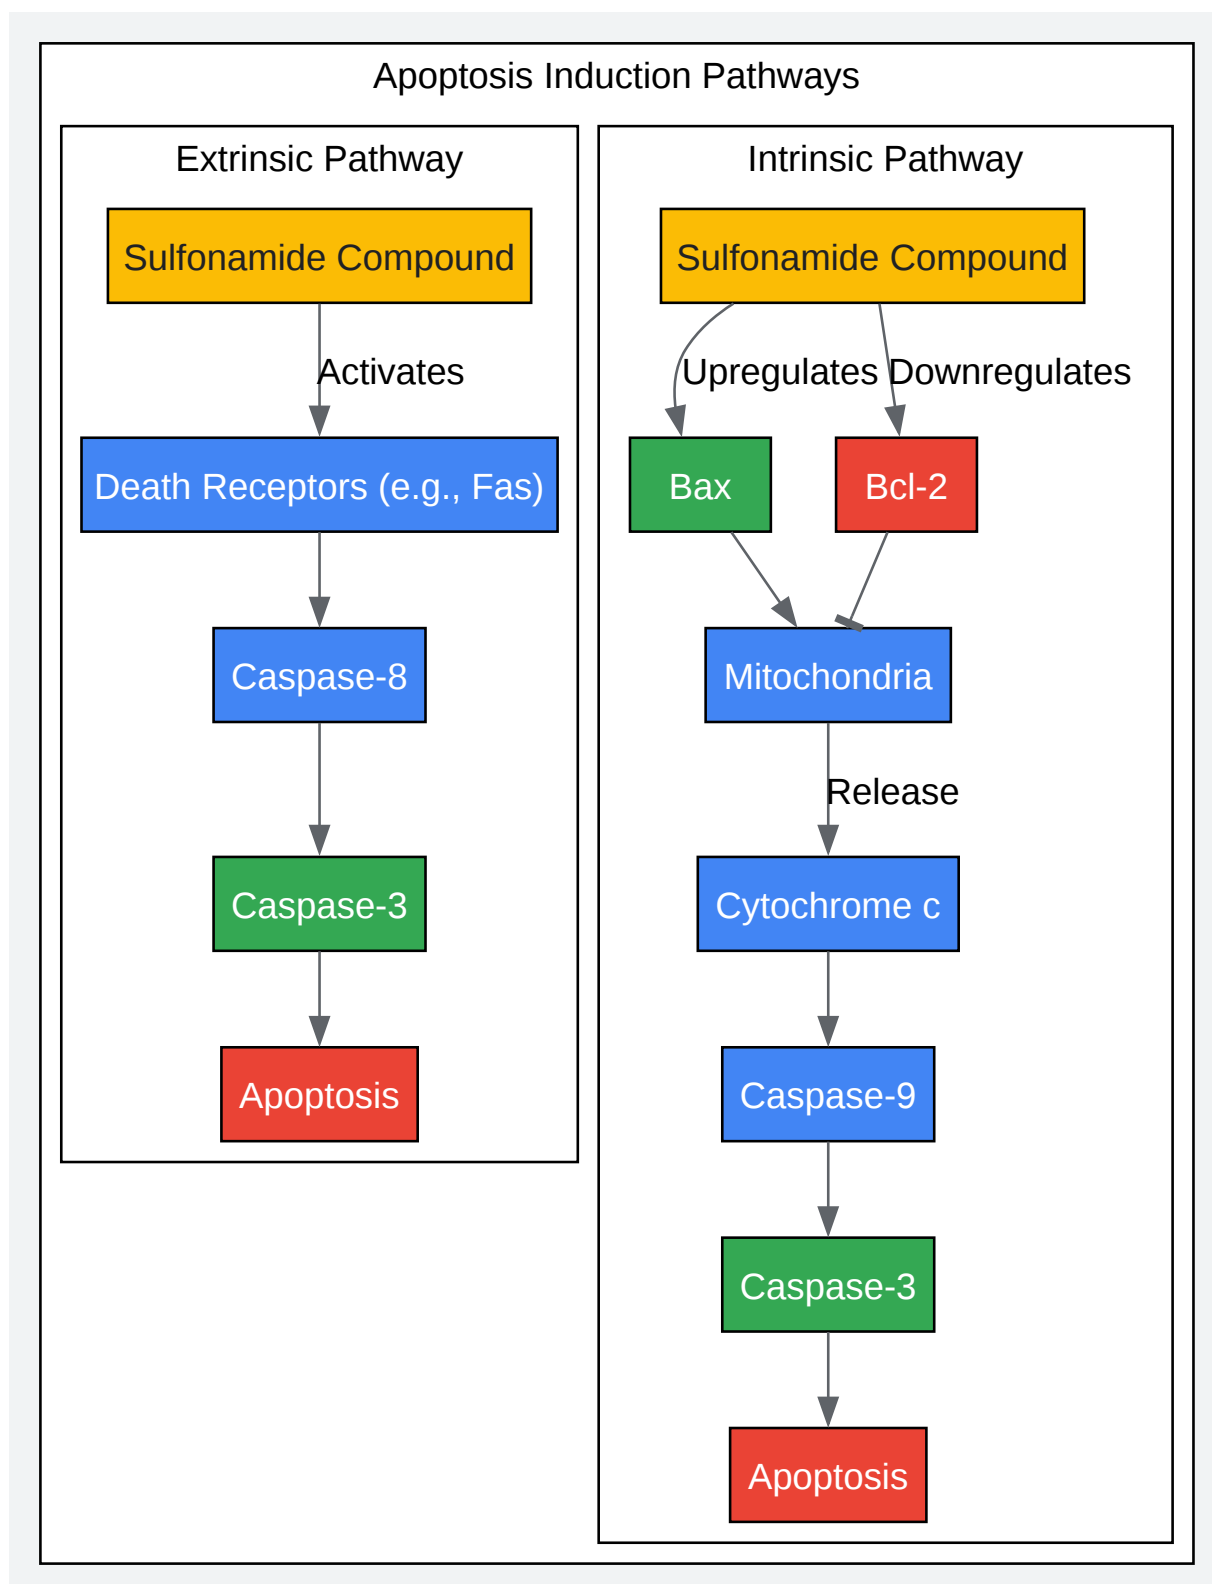 Apoptosis Induction Pathways
Extrinsic Pathway
Sulfonamide Compound
Activates
Death Receptors (e.g., Fas)
Caspase-8
Caspase-3
Apoptosis
Intrinsic Pathway
Sulfonamide Compound
Upregulates
Downregulates
Bax
Bcl-2
Mitochondria
Release
Cytochrome c
Caspase-9
Caspase-3
Apoptosis